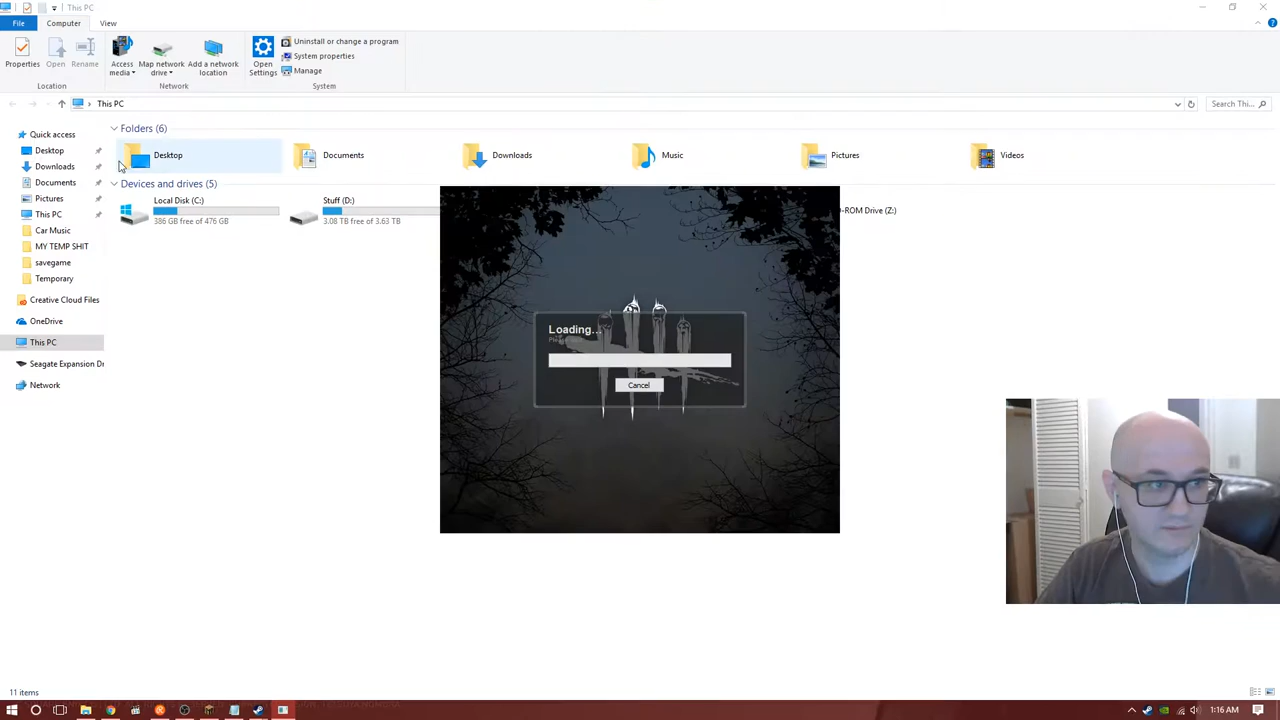 This PC
File
Computer
View
Properties
Open
Rename
Access media
Map network drive
Add a network location
Open Settings
Uninstall or change a program
System properties
Manage
Location
Network
System
This PC
Search Thi...
Quick access
Desktop
Downloads
Documents
Pictures
This PC
Car Music
MY TEMP SHIT
savegame
Temporary
Creative Cloud Files
OneDrive
This PC
Seagate Expansion Dr
Network
Folders (6)
Desktop
Documents
Downloads
Music
Pictures
Videos
Devices and drives (5)
Local Disk (C:)
386 GB free of 476 GB
Stuff (D:)
3.08 TB free of 3.63 TB
-ROM Drive (Z:)
Loading...
Cancel
11 items
1:16 AM